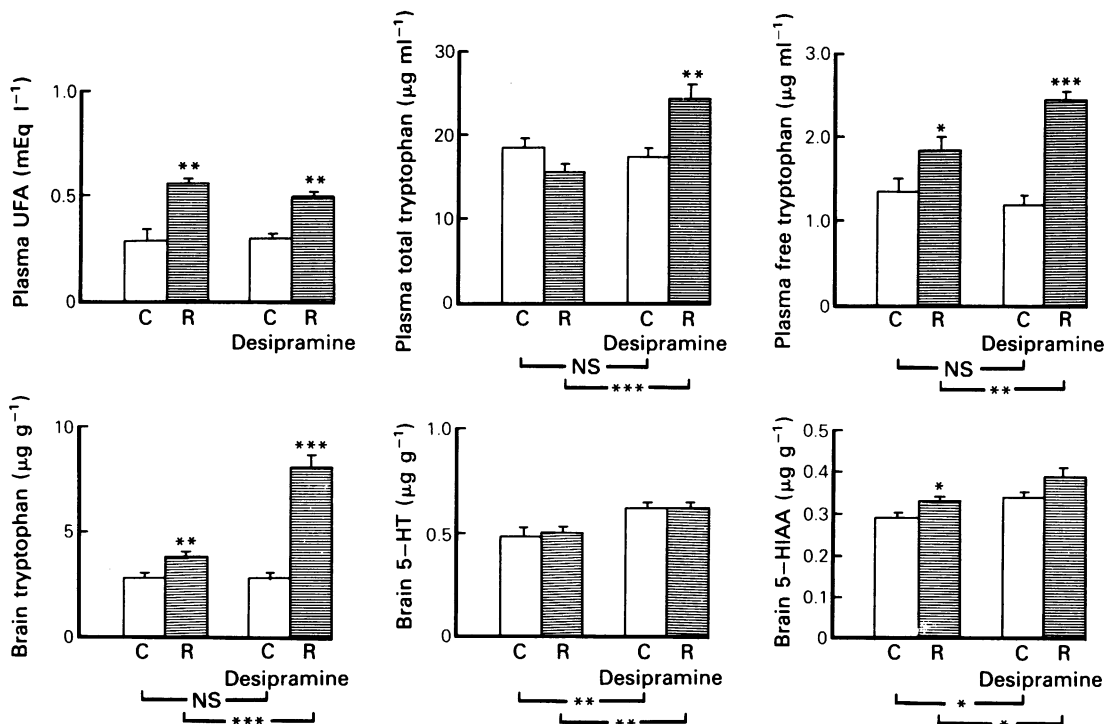 Plasma UFA (mEq l⁻¹)
1.0
0.5
0
**
**
C R C R
Desipramine
Plasma total tryptophan (μg ml⁻¹)
30
20
10
0
**
C R C R
Desipramine
NS
***
Plasma free tryptophan (μg ml⁻¹)
3.0
2.0
1.0
0
*
***
C R C R
Desipramine
NS
**
Brain tryptophan (μg g⁻¹)
10
5
0
**
***
C R C R
Desipramine
NS
***
Brain 5–HT (μg g⁻¹)
1.0
0.5
0
C R C R
Desipramine
**
**
Brain 5–HIAA (μg g⁻¹)
0.5
0.4
0.3
0.2
0.1
0
*
C R C R
Desipramine
*
*